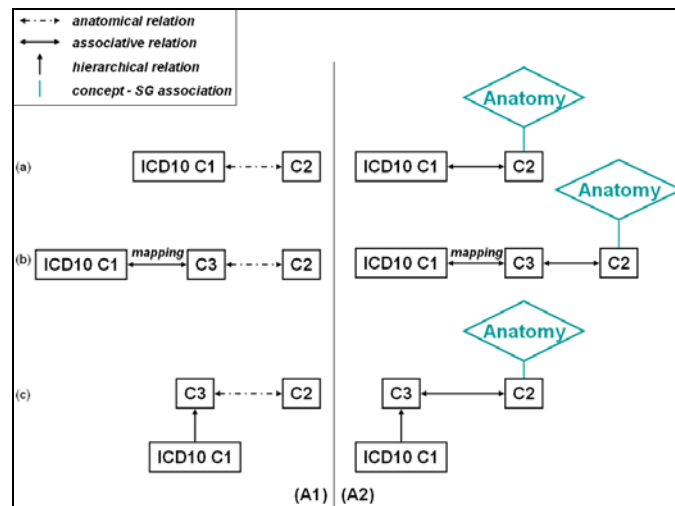 anatomical relation
associative relation
hierarchical relation
concept - SG association
Anatomy
(a) ICD10 C1 C2 ICD10 C1 C2
Anatomy
(b) ICD10 C1 mapping C3 C2 ICD10 C1 mapping C3 C2
Anatomy
(c) C3 C2 C3 C2
ICD10 C1 ICD10 C1
(A1) (A2)